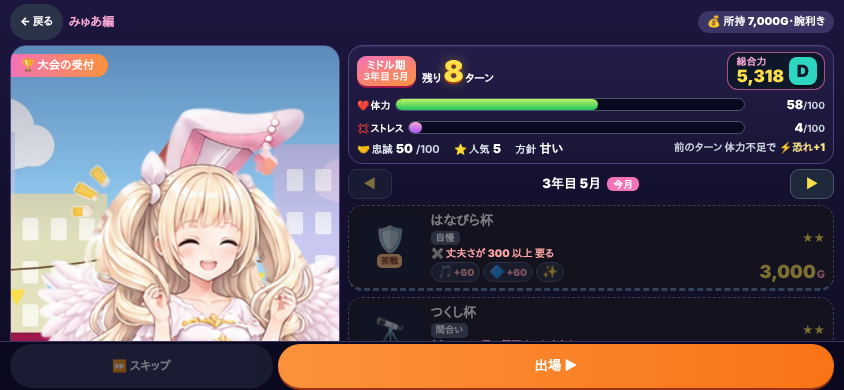 ← 戻る
みゅあ編
💰 所持 7,000G·腕利き
🏆 大会の受付
ミドル期
3年目 5月
残り8ターン
総合力
5,318
D
❤️体力
58/100
💢ストレス
4/100
🤝忠誠 50 /100
⭐人気 5
方針 甘い
前のターン 体力不足で ⚡恐れ+1
◀
3年目 5月
今月
▶
はなびら杯
自慢
★★
苦戦
✖ 丈夫さが 300 以上 要る
🎵+60
🔷+60
✨
3,000G
つくし杯
間合い
★★
⏩ スキップ
出場 ▶